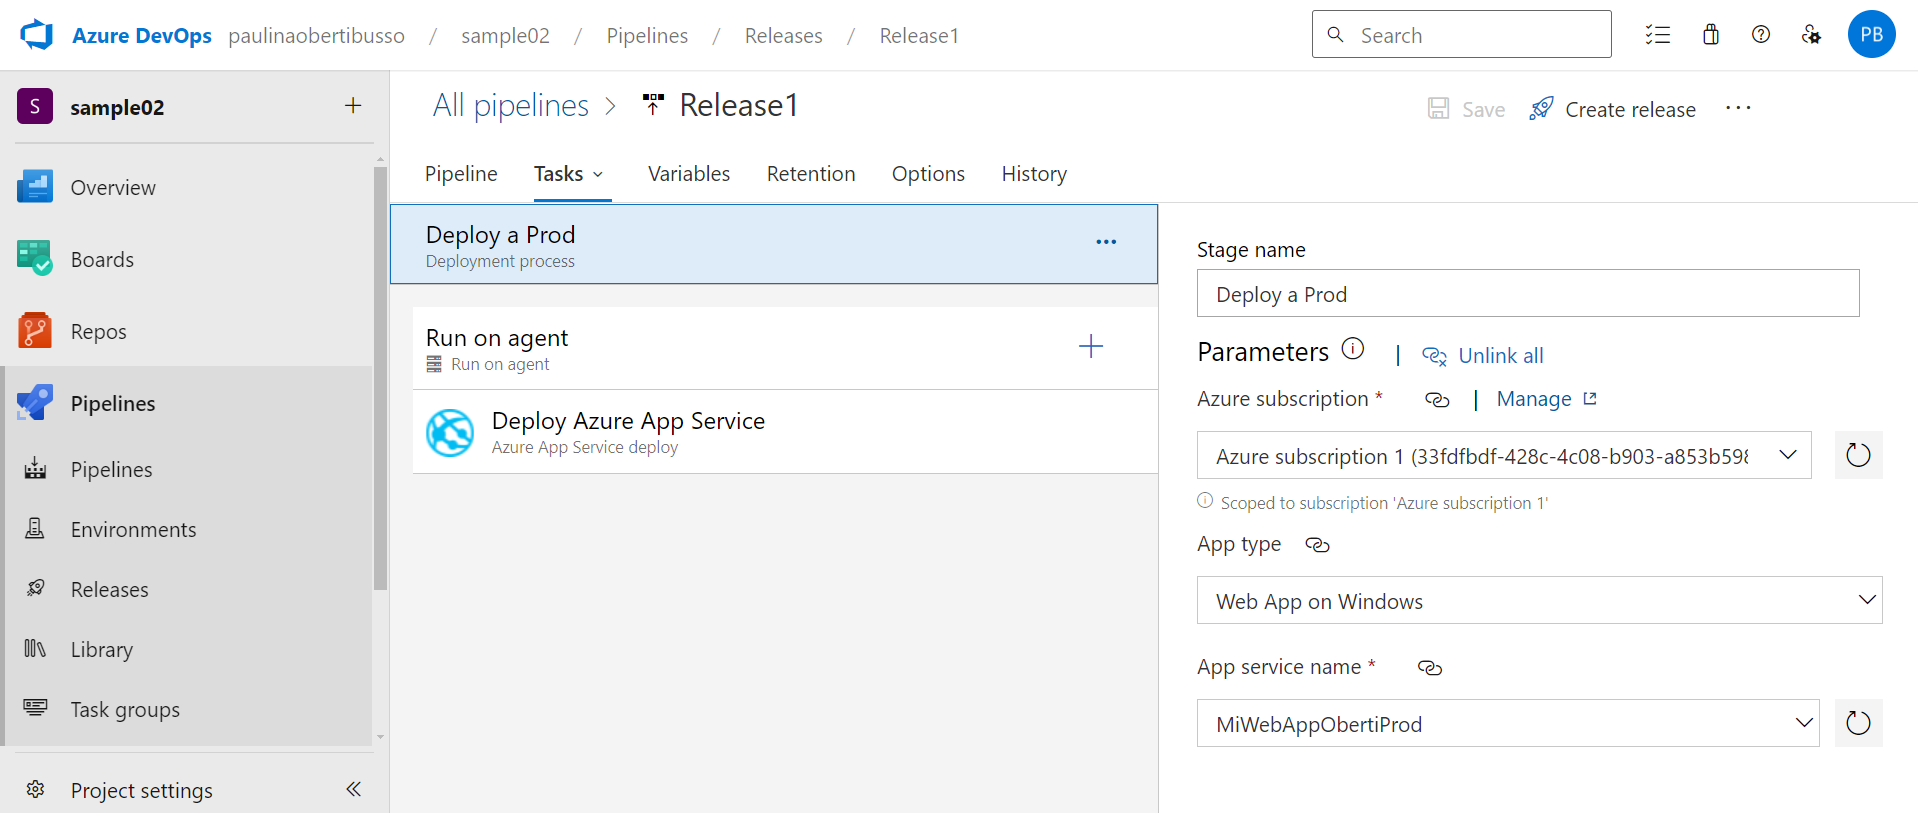 Azure DevOps paulinaobertibusso / sample02 / Pipelines / Releases / Release1
Search
PB
S sample02
Overview
Boards
Repos
Pipelines
Pipelines
Environments
Releases
Library
Task groups
Project settings
All pipelines > Release1
Save
Create release
...
Pipeline
Tasks
Variables
Retention
Options
History
Deploy a Prod
Deployment process
Run on agent
Run on agent
Deploy Azure App Service
Azure App Service deploy
Stage name
Deploy a Prod
Parameters | Unlink all
Azure subscription * | Manage
Azure subscription 1 (33fdfbdf-428c-4c08-b903-a853b598
Scoped to subscription 'Azure subscription 1'
App type
Web App on Windows
App service name *
MiWebAppObertiProd